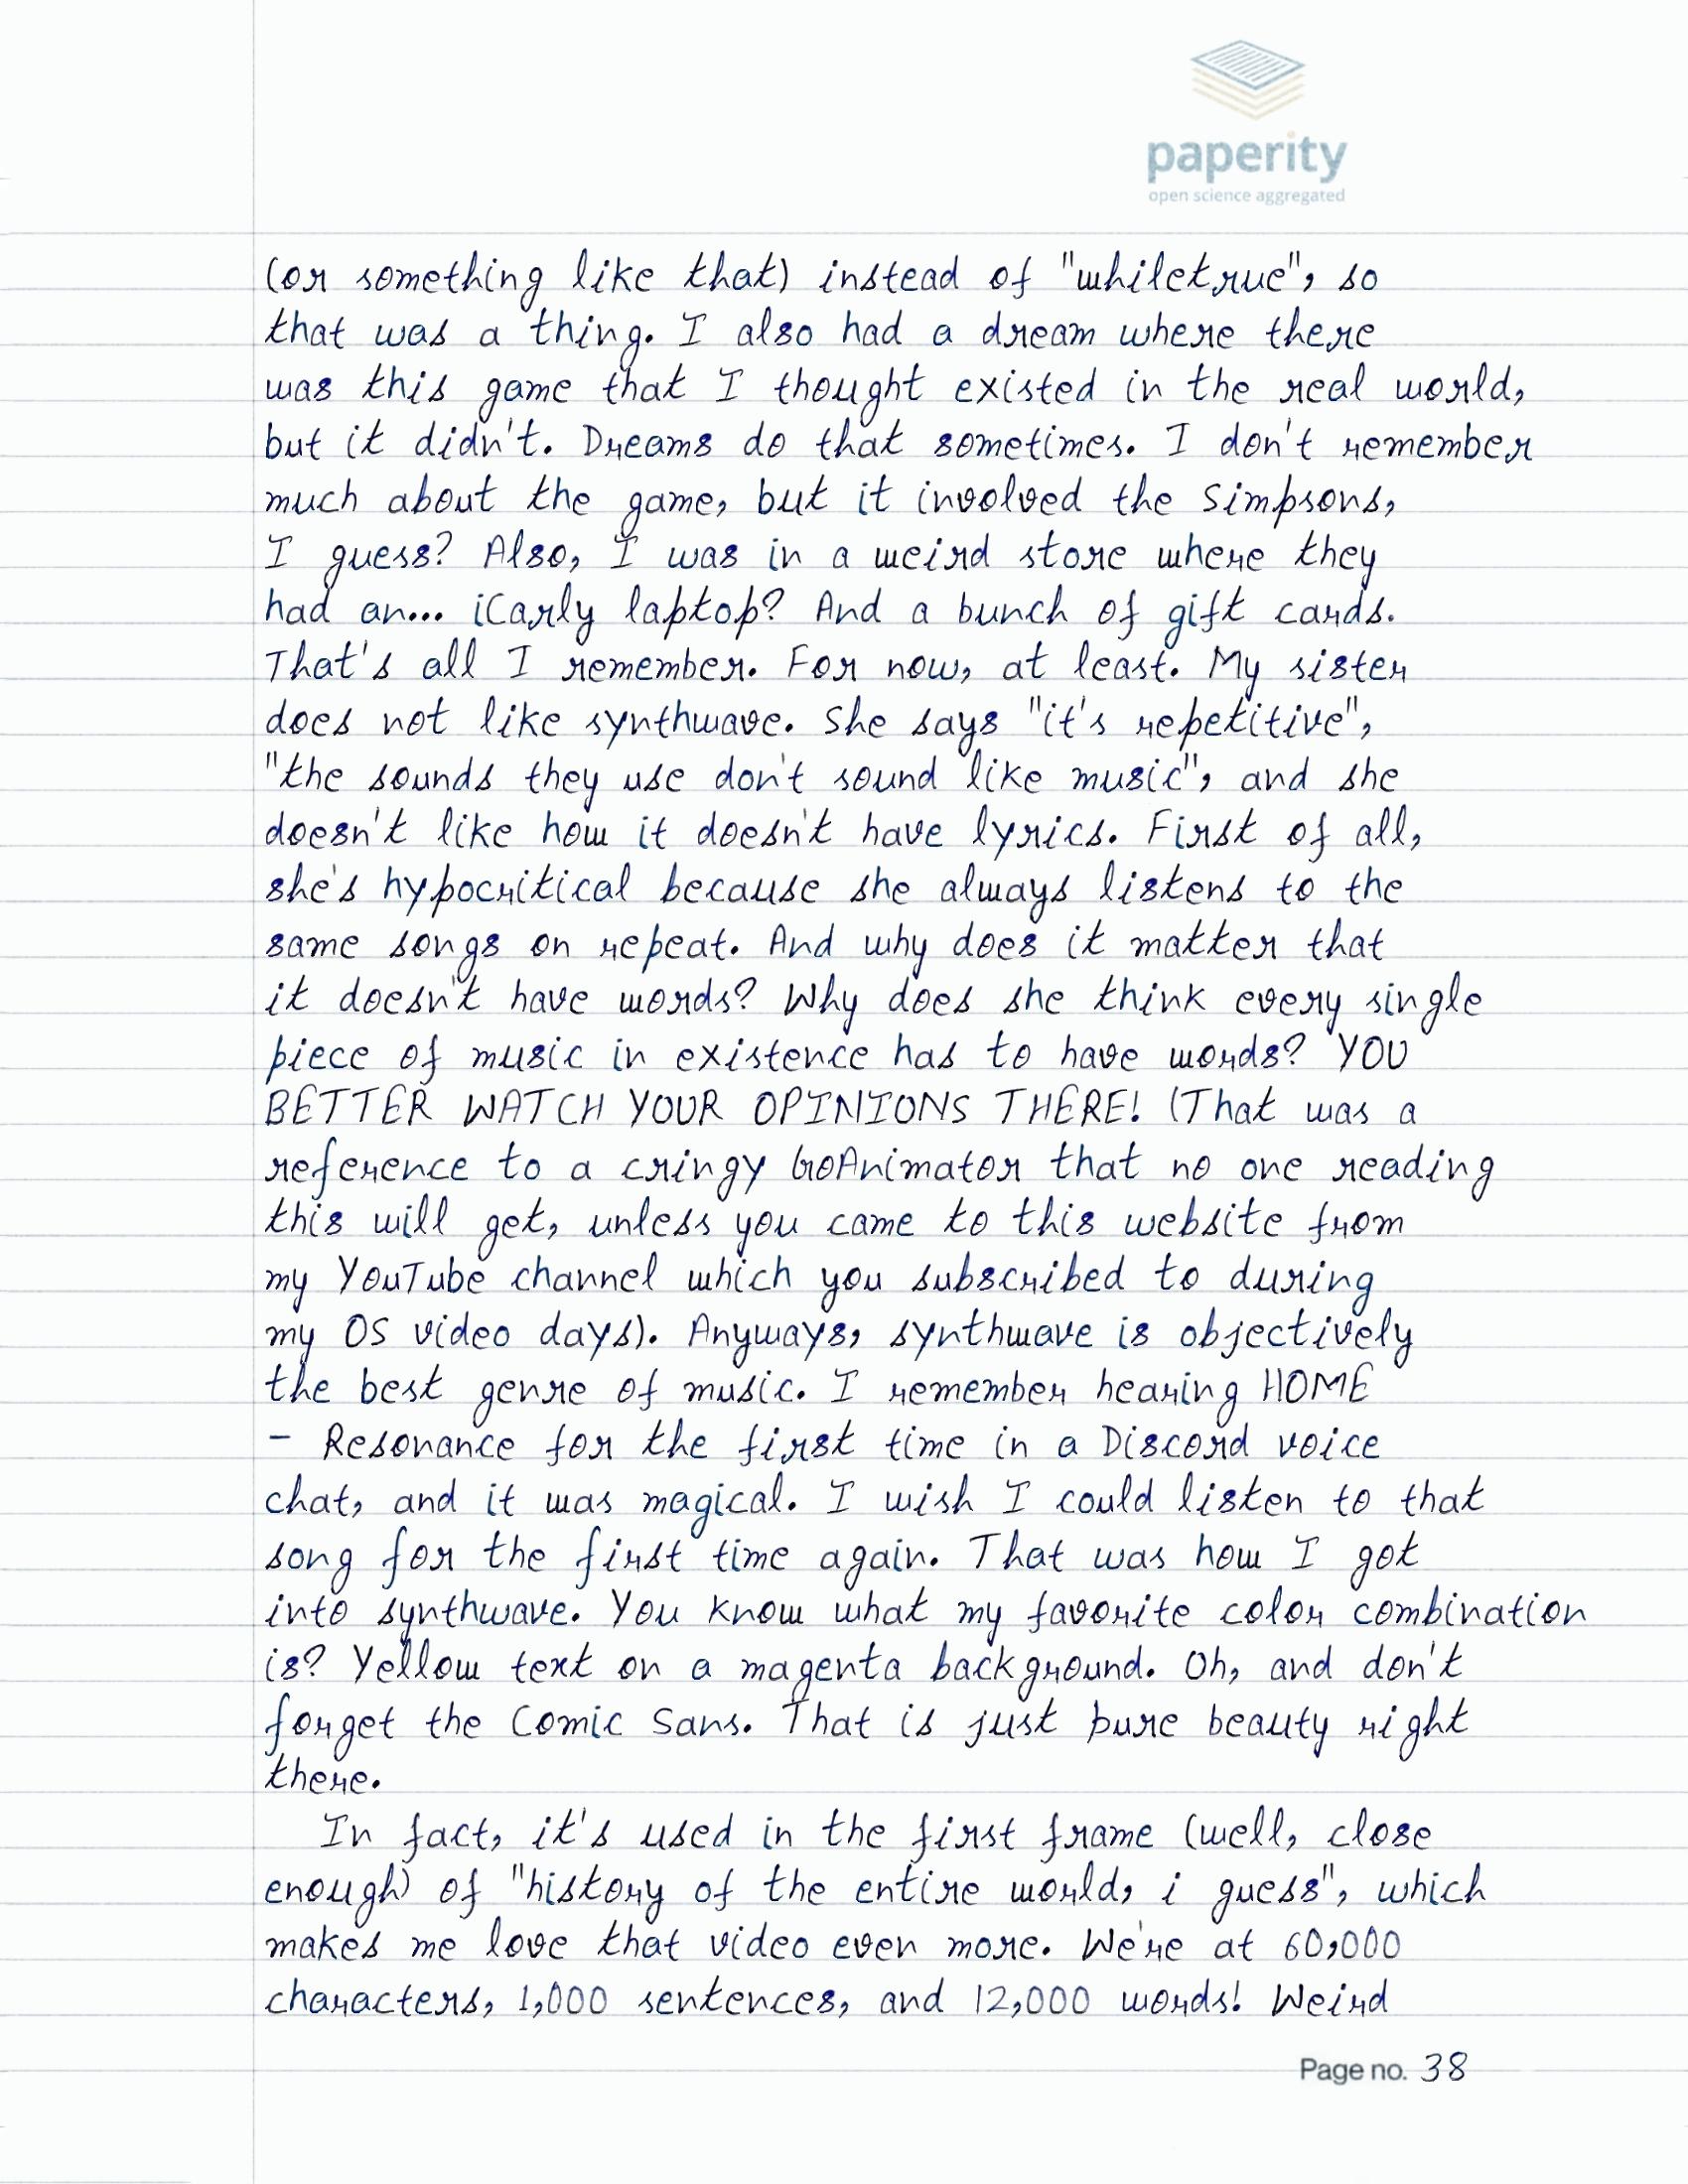 paperity
open science aggregated
(or something like that) instead of "whiletrue", so
that was a thing. I also had a dream where there
was this game that I thought existed in the real world,
but it didn't. Dreams do that sometimes. I don't remember
much about the game, but it involved the Simpsons,
I guess? Also, I was in a weird store where they
had an... iCarly laptop? And a bunch of gift cards.
That's all I remember. For now, at least. My sister
does not like synthwave. She says "it's repetitive",
"the sounds they use don't sound like music", and she
doesn't like how it doesn't have lyrics. First of all,
she's hypocritical because she always listens to the
same songs on repeat. And why does it matter that
it doesn't have words? Why does she think every single
piece of music in existence has to have words? YOU
BETTER WATCH YOUR OPINIONS THERE! (That was a
reference to a cringy GoAnimator that no one reading
this will get, unless you came to this website from
my YouTube channel which you subscribed to during
my OS video days). Anyways, synthwave is objectively
the best genre of music. I remember hearing HOME
- Resonance for the first time in a Discord voice
chat, and it was magical. I wish I could listen to that
song for the first time again. That was how I got
into synthwave. You know what my favorite color combination
is? Yellow text on a magenta background. Oh, and don't
forget the Comic Sans. That is just pure beauty right
there.
In fact, it's used in the first frame (well, close
enough) of "history of the entire world, i guess", which
makes me love that video even more. We're at 60,000
characters, 1,000 sentences, and 12,000 words! Weird
Page no. 38